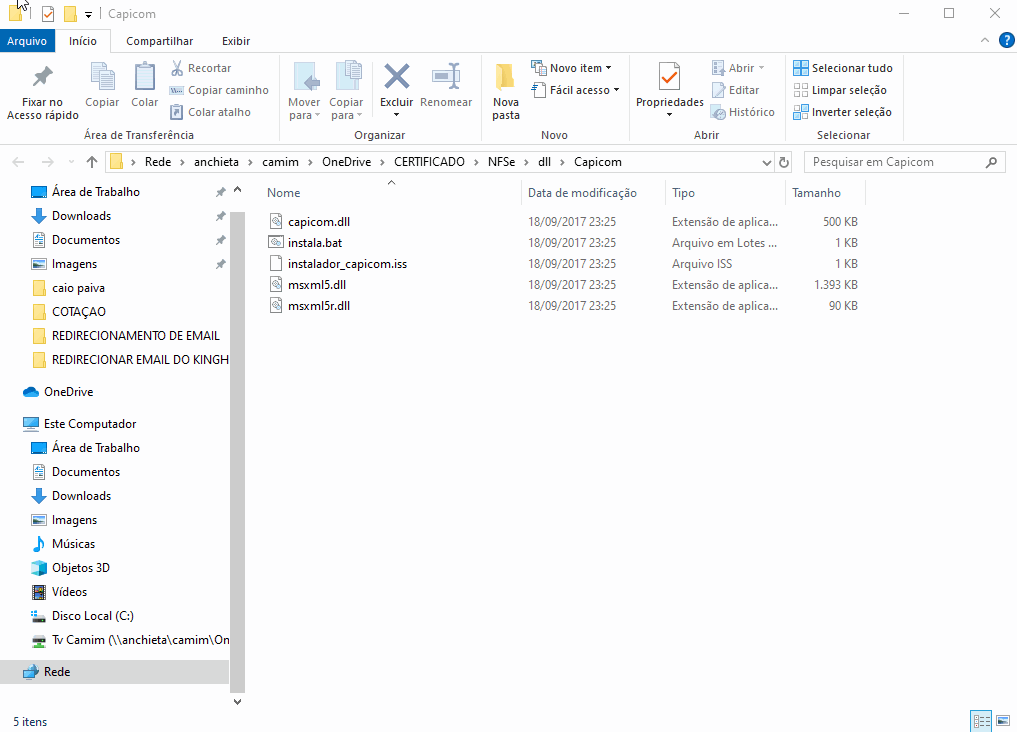 Capicom
Arquivo Início Compartilhar Exibir
Fixar no
Acesso rápido
Copiar
Colar
Recortar
Copiar caminho
Colar atalho
Área de Transferência
Mover
para
Copiar
para
Excluir
Renomear
Organizar
Nova
pasta
Novo item
Fácil acesso
Novo
Propriedades
Abrir
Editar
Histórico
Abrir
Selecionar tudo
Limpar seleção
Inverter seleção
Selecionar
Rede > anchieta > camim > OneDrive > CERTIFICADO > NFSe > dll > Capicom
Pesquisar em Capicom
Área de Trabalho
Downloads
Documentos
Imagens
caio paiva
COTAÇAO
REDIRECIONAMENTO DE EMAIL
REDIRECIONAR EMAIL DO KINGH
OneDrive
Este Computador
Área de Trabalho
Documentos
Downloads
Imagens
Músicas
Objetos 3D
Vídeos
Disco Local (C:)
Tv Camim (\\anchieta\camim\On
Rede
Nome Data de modificação Tipo Tamanho
capicom.dll 18/09/2017 23:25 Extensão de aplica... 500 KB
instala.bat 18/09/2017 23:25 Arquivo em Lotes ... 1 KB
instalador_capicom.iss 18/09/2017 23:25 Arquivo ISS 1 KB
msxml5.dll 18/09/2017 23:25 Extensão de aplica... 1.393 KB
msxml5r.dll 18/09/2017 23:25 Extensão de aplica... 90 KB
5 itens